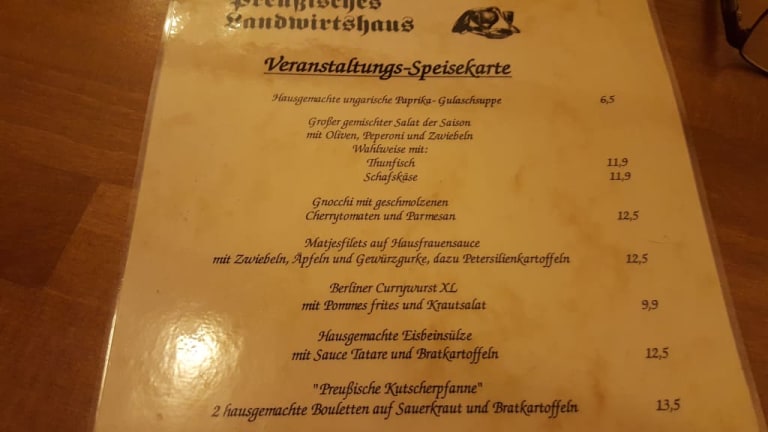 Preußisches
Landwirtshaus
Veranstaltungs-Speisekarte
Hausgemachte ungarische Paprika- Gulaschsuppe 6,5
Großer gemischter Salat der Saison
mit Oliven, Peperoni und Zwiebeln
Wahlweise mit:
Thunfisch 11,9
Schafskäse 11,9
Gnocchi mit geschmolzenen
Cherrytomaten und Parmesan 12,5
Matjesfilets auf Hausfrauensauce
mit Zwiebeln, Äpfeln und Gewürzgurke, dazu Petersilienkartoffeln 12,5
Berliner Currywurst XL
mit Pommes frites und Krautsalat 9,9
Hausgemachte Eisbeinsülze
mit Sauce Tatare und Bratkartoffeln 12,5
"Preußische Kutscherpfanne"
2 hausgemachte Bouletten auf Sauerkraut und Bratkartoffeln 13,5